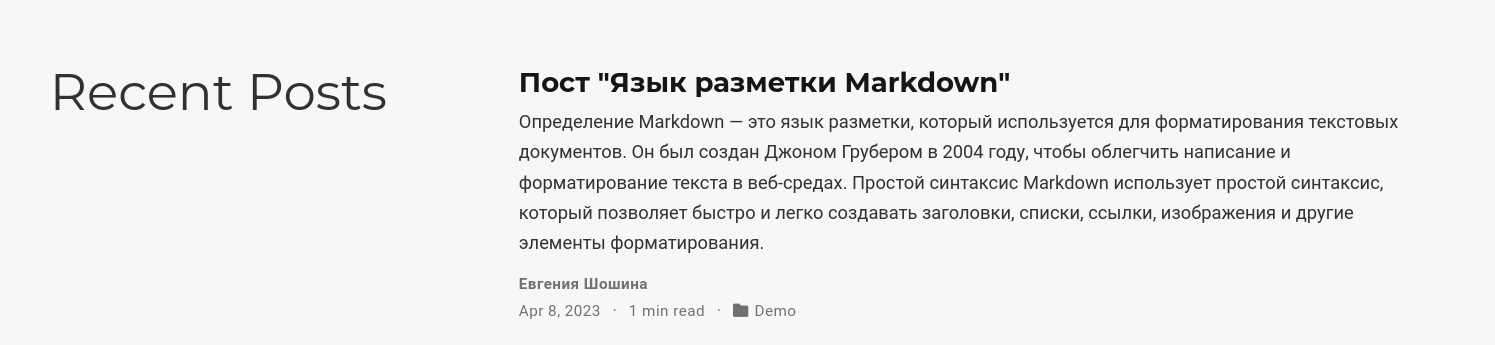 Recent Posts
Пост "Язык разметки Markdown"
Определение Markdown — это язык разметки, который используется для форматирования текстовых
документов. Он был создан Джоном Грубером в 2004 году, чтобы облегчить написание и
форматирование текста в веб-средах. Простой синтаксис Markdown использует простой синтаксис,
который позволяет быстро и легко создавать заголовки, списки, ссылки, изображения и другие
элементы форматирования.
Евгения Шошина
Apr 8, 2023 · 1 min read · Demo